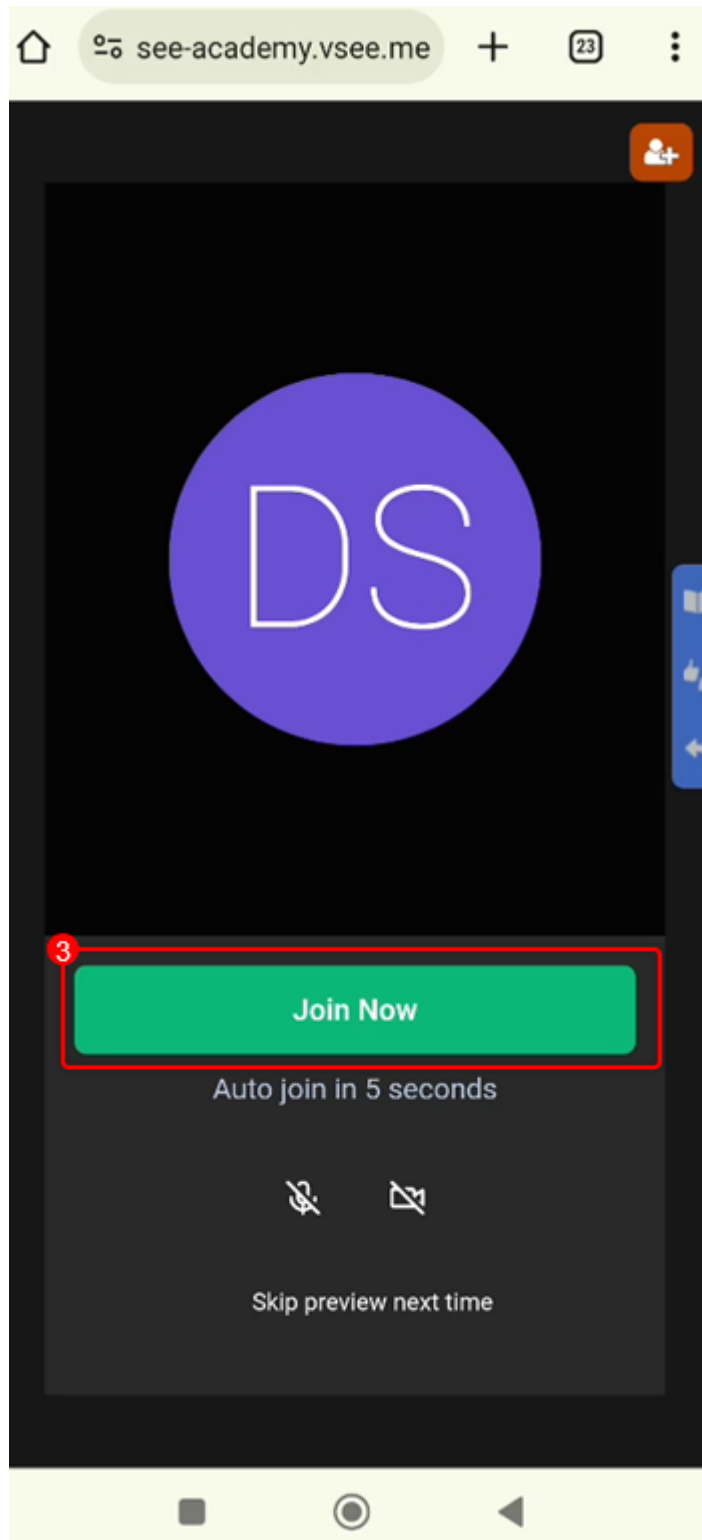 see-academy.vsee.me
23
DS
3
Join Now
Auto join in 5 seconds
Skip preview next time